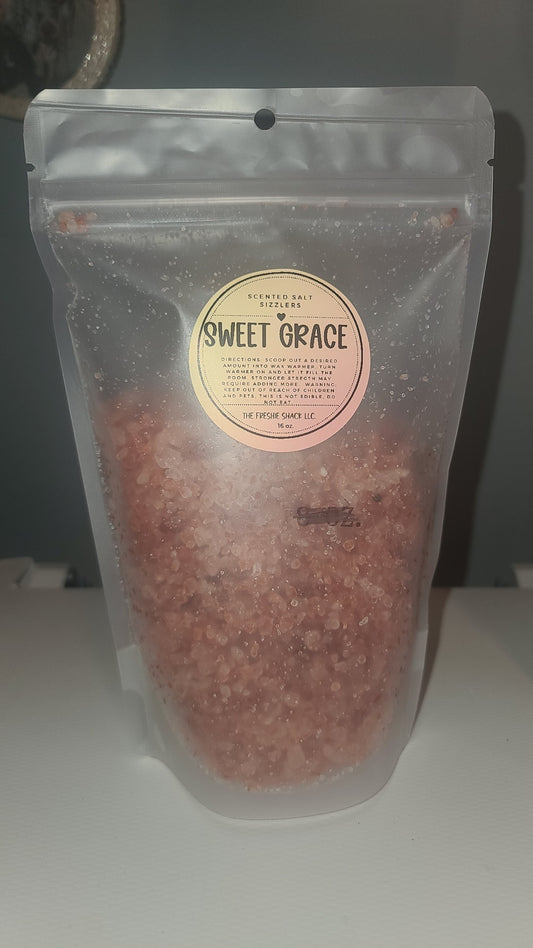 SCENTED SALT
SIZZLERS
SWEET GRACE
DIRECTIONS: SCOOP OUT A DESIRED
AMOUNT INTO WAX WARMER. TURN
WARMER ON AND LET IT FILL THE
ROOM. STRONGER STREGTH MAY
REQUIRE ADDING MORE. WARNING:
KEEP OUT OF REACH OF CHILDREN
AND PETS. THIS IS NOT EDIBLE, DO
NOT EAT.
THE FRESHIE SHACK LLC.
16 oz.
OZ.